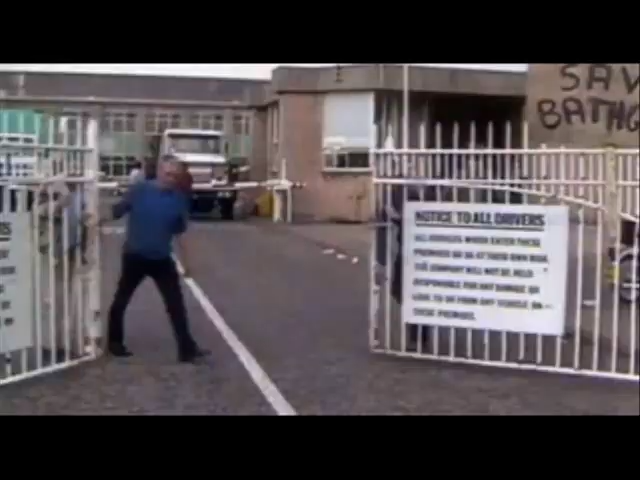 SAV
BATHG
NOTICE TO ALL DRIVERS
ALL VEHICLES WHICH ENTER THESE
PREMISES DO SO AT THEIR OWN RISK.
THE COMPANY WILL NOT BE HELD
RESPONSIBLE FOR ANY DAMAGE OR
LOSS TO OR FROM ANY VEHICLE ON
THESE PREMISES.